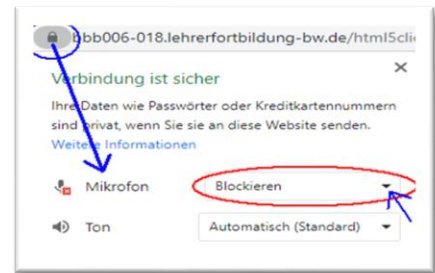 bbb006-018.lehrerfortbildung-bw.de/html5clie
Verbindung ist sicher
Ihre Daten wie Passwörter oder Kreditkartennummern
sind privat, wenn Sie sie an diese Website senden.
Weitere Informationen
Mikrofon Blockieren
Ton Automatisch (Standard)